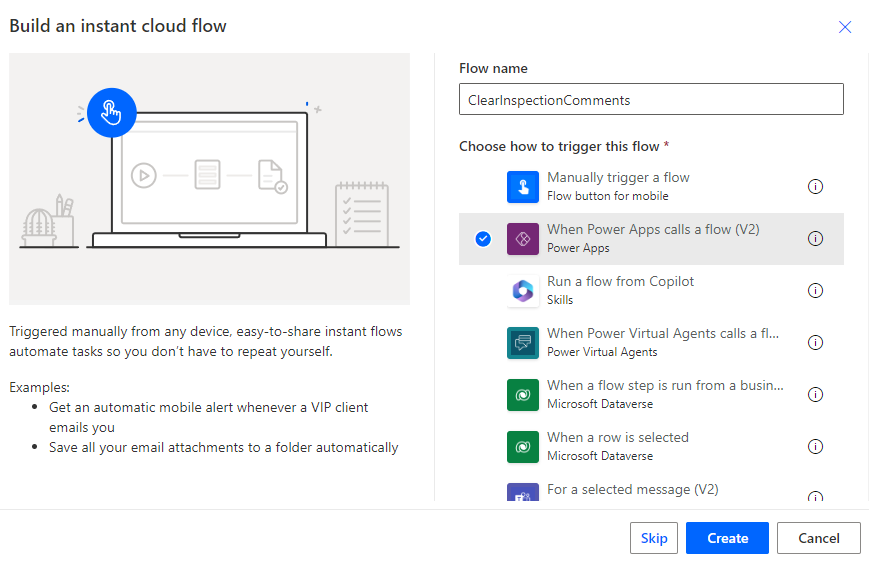 Build an instant cloud flow
Triggered manually from any device, easy-to-share instant flows
automate tasks so you don't have to repeat yourself.
Examples:
• Get an automatic mobile alert whenever a VIP client
emails you
• Save all your email attachments to a folder automatically
Flow name
ClearInspectionComments
Choose how to trigger this flow *
Manually trigger a flow
Flow button for mobile
When Power Apps calls a flow (V2)
Power Apps
Run a flow from Copilot
Skills
When Power Virtual Agents calls a fl...
Power Virtual Agents
When a flow step is run from a busin...
Microsoft Dataverse
When a row is selected
Microsoft Dataverse
For a selected message (V2)
Skip
Create
Cancel